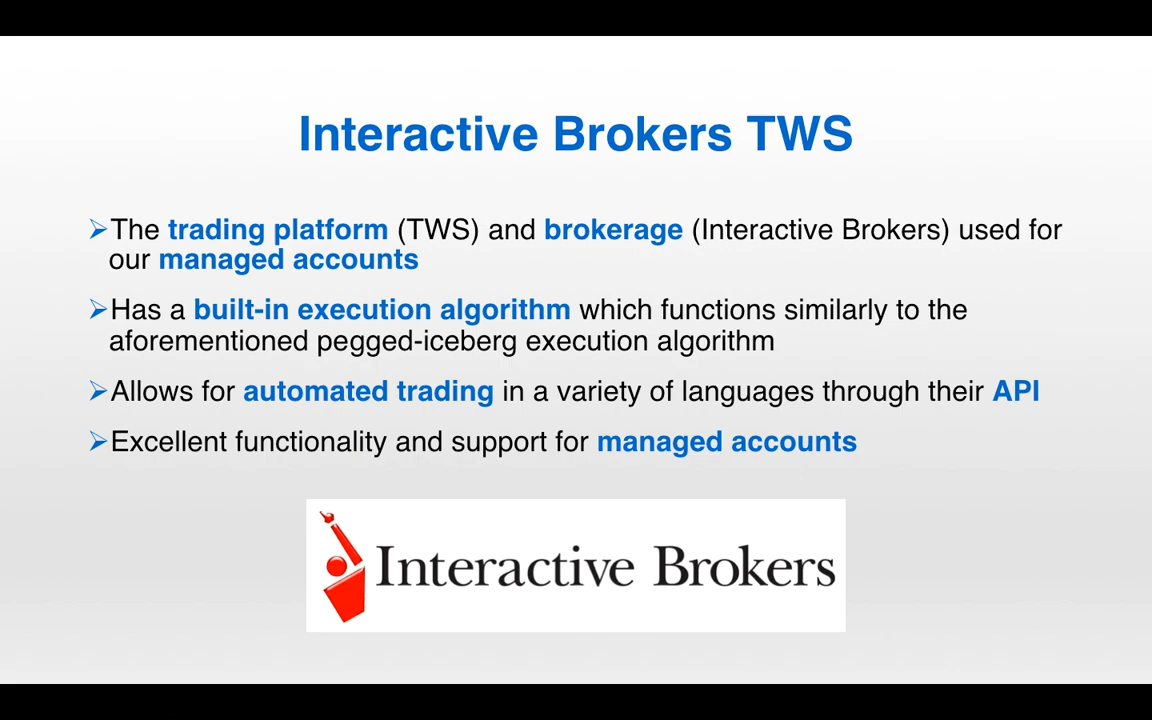 Interactive Brokers TWS
➢The trading platform (TWS) and brokerage (Interactive Brokers) used for
our managed accounts
➢Has a built-in execution algorithm which functions similarly to the
aforementioned pegged-iceberg execution algorithm
➢Allows for automated trading in a variety of languages through their API
➢Excellent functionality and support for managed accounts
Interactive Brokers